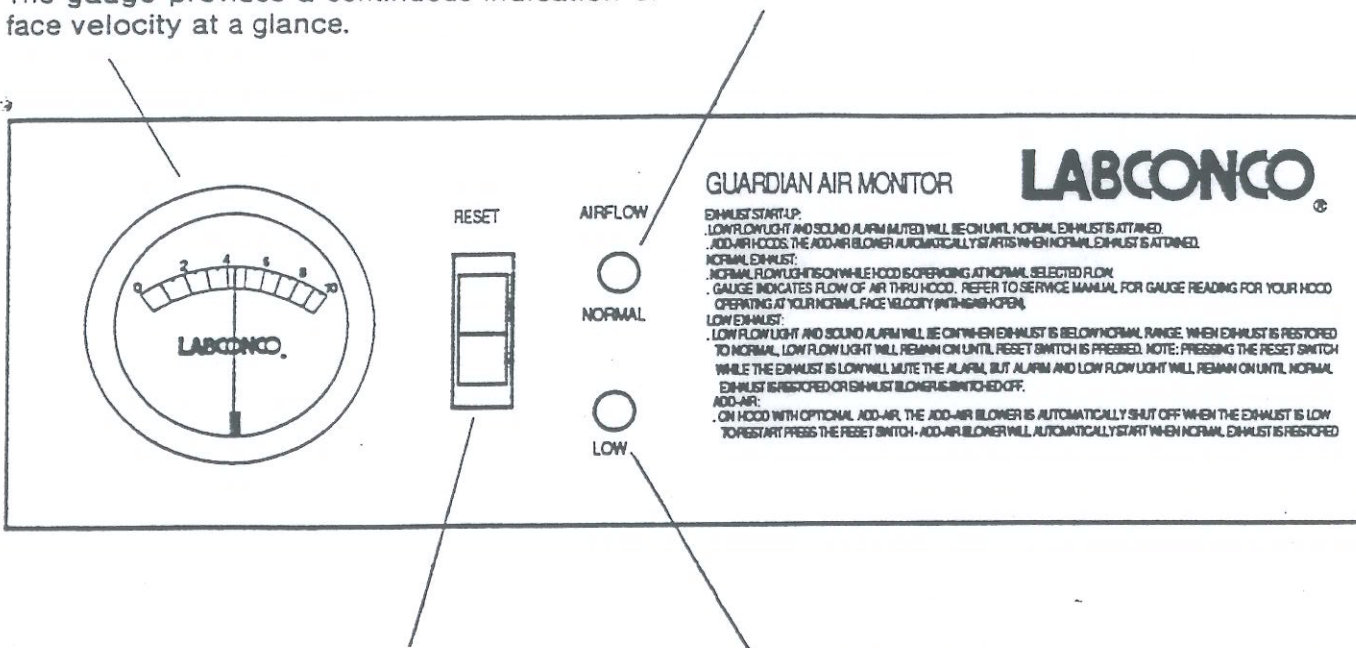 The gauge provides a continuous indication of
face velocity at a glance.
0 2 4 6 8 10
LABCONCO.
RESET
AIRFLOW
NORMAL
LOW
GUARDIAN AIR MONITOR
LABCONCO®
EXHAUST START-UP:
. LOW FLOW LIGHT AND SOUND ALARM MUTED WILL BE ON UNTIL NORMAL EXHAUST IS ATTAINED.
. ADD-AIR HOODS, THE ADD-AIR BLOWER AUTOMATICALLY STARTS WHEN NORMAL EXHAUST IS ATTAINED.
NORMAL EXHAUST:
. NORMAL FLOW LIGHT IS ON WHILE HOOD IS OPERATING AT NORMAL SELECTED FLOW.
. GAUGE INDICATES FLOW OF AIR THRU HOOD, REFER TO SERVICE MANUAL FOR GAUGE READING FOR YOUR HOOD
OPERATING AT YOUR NORMAL FACE VELOCITY (WITH SASH OPEN).
LOW EXHAUST:
. LOW FLOW LIGHT AND SOUND ALARM WILL BE ON WHEN EXHAUST IS BELOW NORMAL RANGE. WHEN EXHAUST IS RESTORED
TO NORMAL, LOW FLOW LIGHT WILL REMAIN ON UNTIL RESET SWITCH IS PRESSED. NOTE: PRESSING THE RESET SWITCH
WHILE THE EXHAUST IS LOW WILL MUTE THE ALARM, BUT ALARM AND LOW FLOW LIGHT WILL REMAIN ON UNTIL NORMAL
EXHAUST IS RESTORED OR EXHAUST BLOWER IS SWITCHED OFF.
ADD-AIR:
. ON HOOD WITH OPTIONAL ADD-AIR, THE ADD-AIR BLOWER IS AUTOMATICALLY SHUT OFF WHEN THE EXHAUST IS LOW
TO RESTART PRESS THE RESET SWITCH - ADD-AIR BLOWER WILL AUTOMATICALLY START WHEN NORMAL EXHAUST IS RESTORED